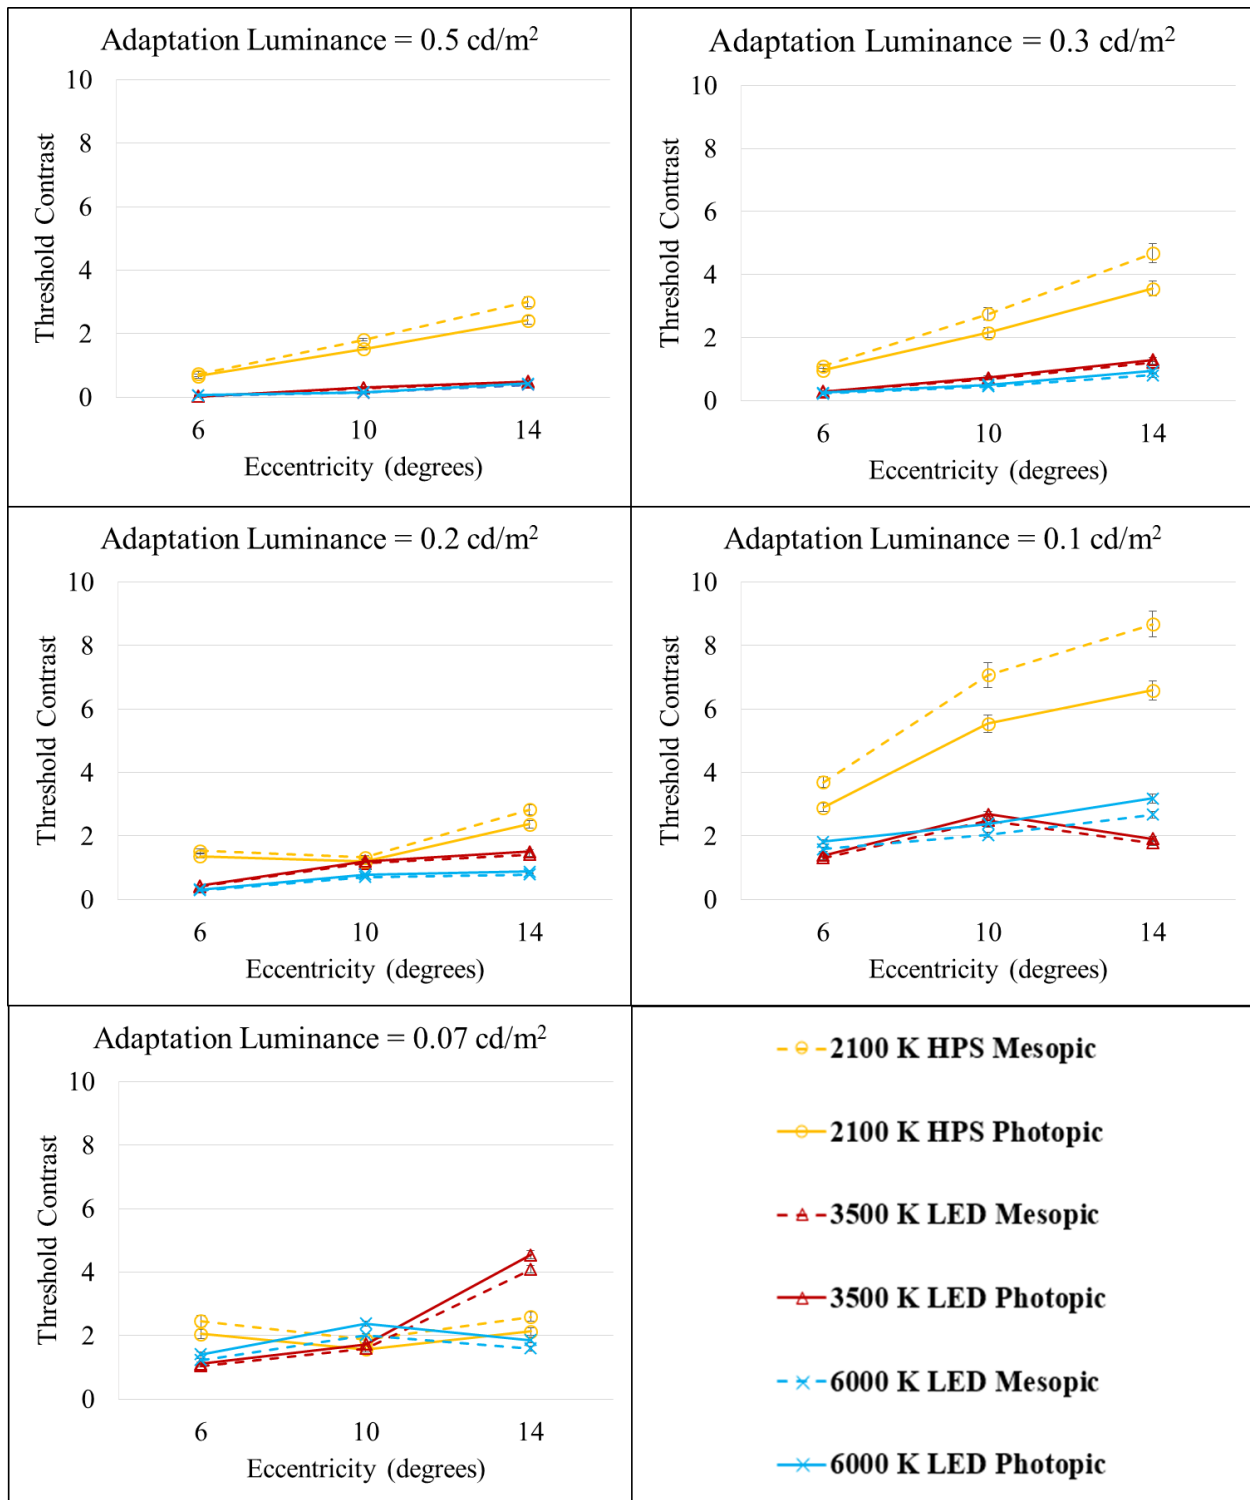 Adaptation Luminance = 0.5 cd/m²
10
8
6
4
2
0
Threshold Contrast
6 10 14
Eccentricity (degrees)
Adaptation Luminance = 0.3 cd/m²
10
8
6
4
2
0
Threshold Contrast
6 10 14
Eccentricity (degrees)
Adaptation Luminance = 0.2 cd/m²
10
8
6
4
2
0
Threshold Contrast
6 10 14
Eccentricity (degrees)
Adaptation Luminance = 0.1 cd/m²
10
8
6
4
2
0
Threshold Contrast
6 10 14
Eccentricity (degrees)
Adaptation Luminance = 0.07 cd/m²
10
8
6
4
2
0
Threshold Contrast
6 10 14
Eccentricity (degrees)
2100 K HPS Mesopic
2100 K HPS Photopic
3500 K LED Mesopic
3500 K LED Photopic
6000 K LED Mesopic
6000 K LED Photopic